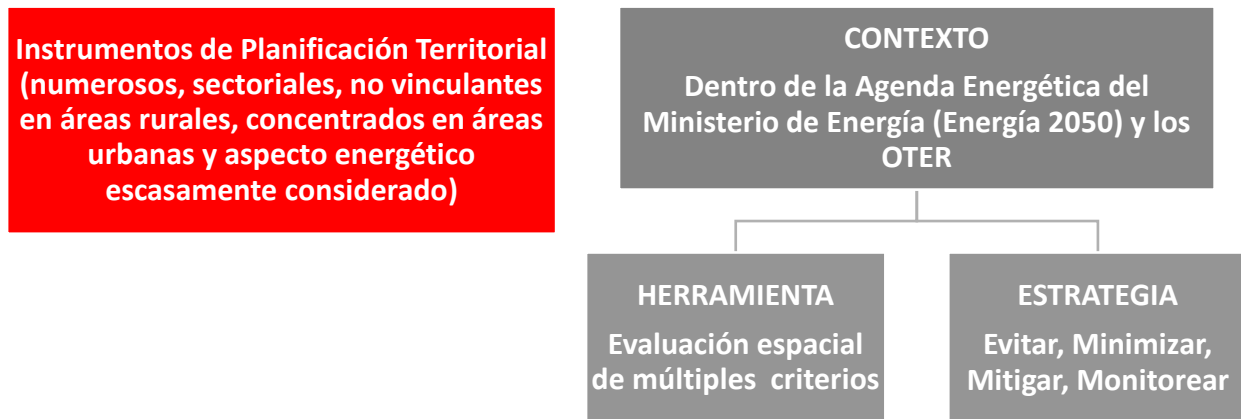 Instrumentos de Planificación Territorial
(numerosos, sectoriales, no vinculantes
en áreas rurales, concentrados en áreas
urbanas y aspecto energético
escasamente considerado)
CONTEXTO
Dentro de la Agenda Energética del
Ministerio de Energía (Energía 2050) y los
OTER
HERRAMIENTA
Evaluación espacial
de múltiples criterios
ESTRATEGIA
Evitar, Minimizar,
Mitigar, Monitorear